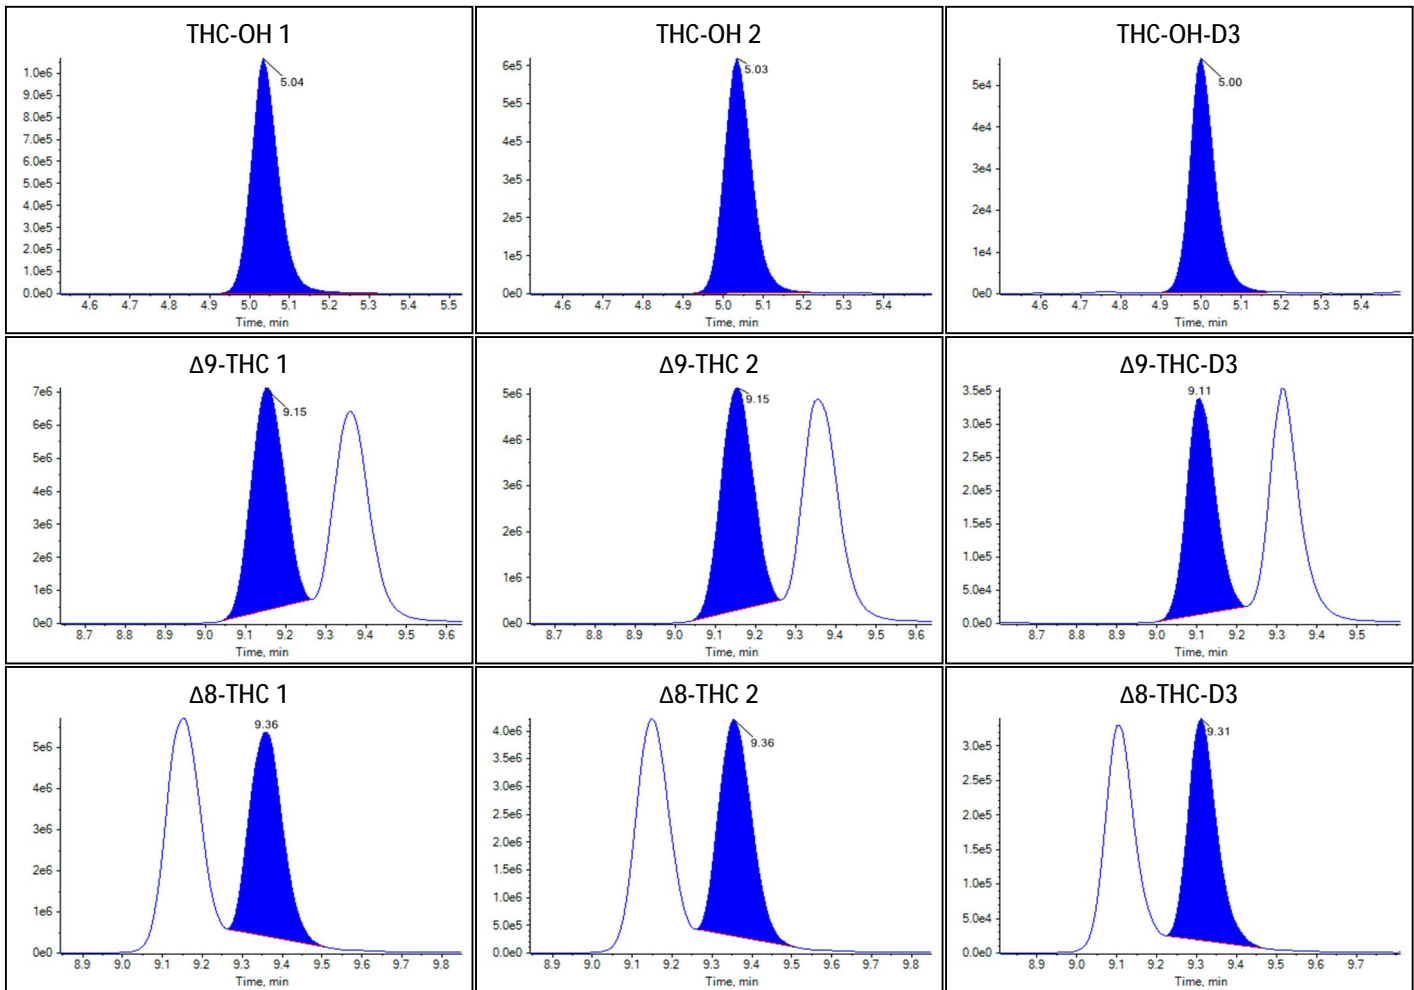 THC-OH 1
5.04
1.0e6
9.0e5
8.0e5
7.0e5
6.0e5
5.0e5
4.0e5
3.0e5
2.0e5
1.0e5
0.0e0
4.6 4.7 4.8 4.9 5.0 5.1 5.2 5.3 5.4 5.5
Time, min
THC-OH 2
5.03
6e5
5e5
4e5
3e5
2e5
1e5
0e0
4.6 4.7 4.8 4.9 5.0 5.1 5.2 5.3 5.4
Time, min
THC-OH-D3
5.00
5e4
4e4
3e4
2e4
1e4
0e0
4.6 4.7 4.8 4.9 5.0 5.1 5.2 5.3 5.4
Time, min
Δ9-THC 1
9.15
7e6
6e6
5e6
4e6
3e6
2e6
1e6
0e0
8.7 8.8 8.9 9.0 9.1 9.2 9.3 9.4 9.5 9.6
Time, min
Δ9-THC 2
9.15
5e6
4e6
3e6
2e6
1e6
0e0
8.7 8.8 8.9 9.0 9.1 9.2 9.3 9.4 9.5 9.6
Time, min
Δ9-THC-D3
9.11
3.5e5
3.0e5
2.5e5
2.0e5
1.5e5
1.0e5
5.0e4
0.0e0
8.7 8.8 8.9 9.0 9.1 9.2 9.3 9.4 9.5
Time, min
Δ8-THC 1
9.36
5e6
4e6
3e6
2e6
1e6
0e0
8.9 9.0 9.1 9.2 9.3 9.4 9.5 9.6 9.7 9.8
Time, min
Δ8-THC 2
9.36
4.0e6
3.5e6
3.0e6
2.5e6
2.0e6
1.5e6
1.0e6
5.0e5
0.0e0
8.9 9.0 9.1 9.2 9.3 9.4 9.5 9.6 9.7 9.8
Time, min
Δ8-THC-D3
9.31
3.0e5
2.5e5
2.0e5
1.5e5
1.0e5
5.0e4
0.0e0
8.9 9.0 9.1 9.2 9.3 9.4 9.5 9.6 9.7
Time, min